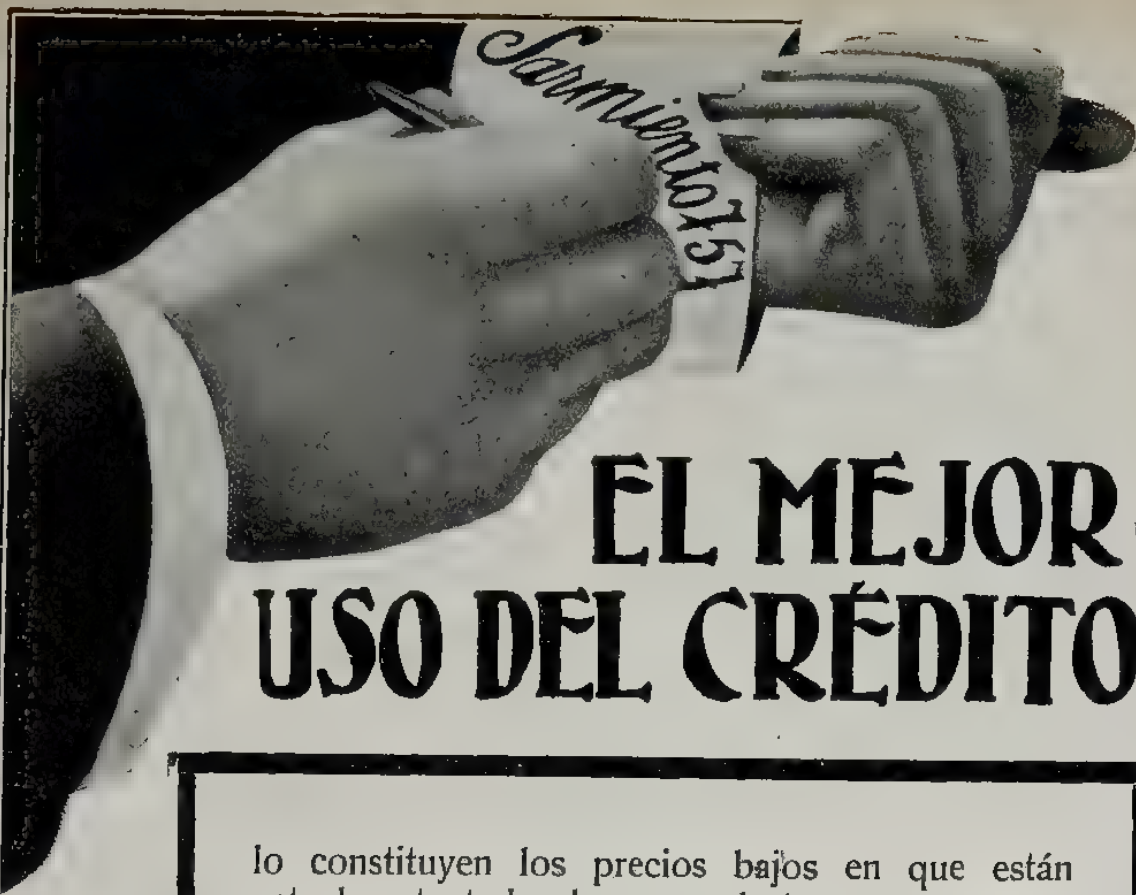 Sarmiento 757
EL MEJOR
USO DEL CRÉDITO
lo constituyen los precios bajos en que están